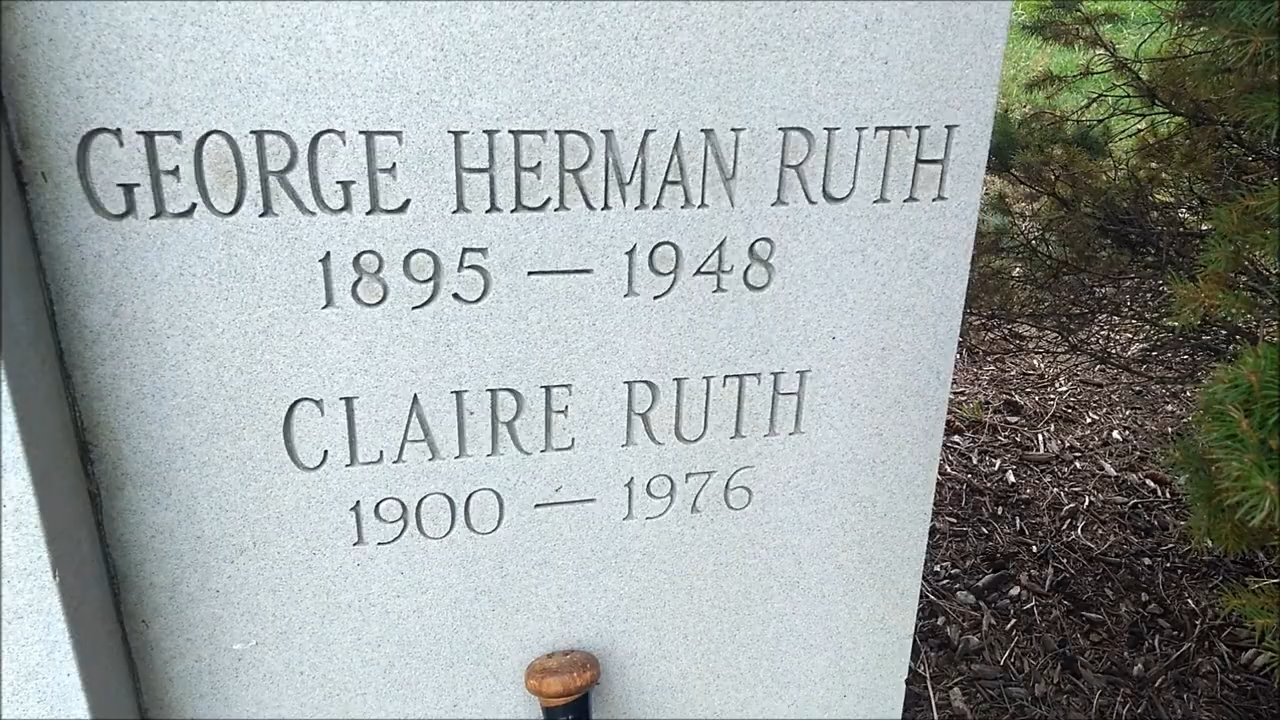 GEORGE HERMAN RUTH
1895 — 1948
CLAIRE RUTH
1900 — 1976